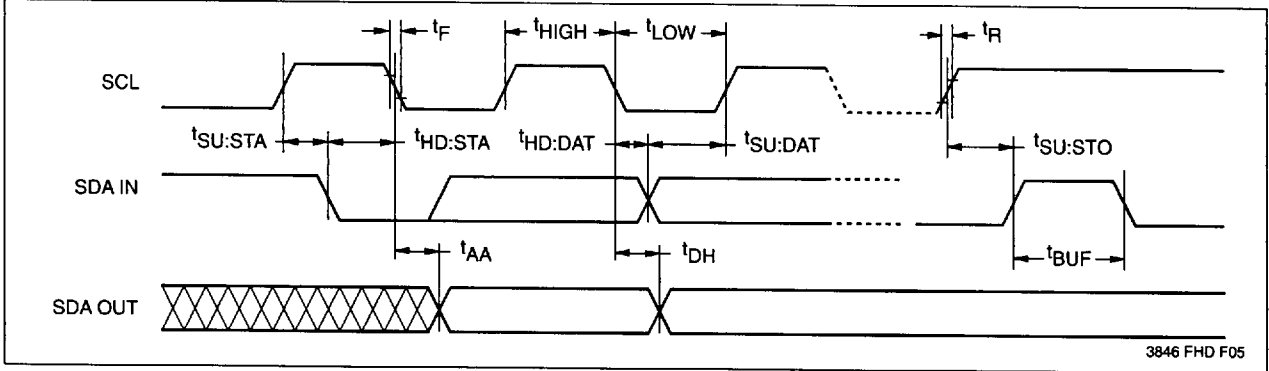 tF tHIGH tLOW tR
SCL
tSU:STA tHD:STA tHD:DAT tSU:DAT tSU:STO
SDA IN
tAA tDH tBUF
SDA OUT
3846 FHD F05